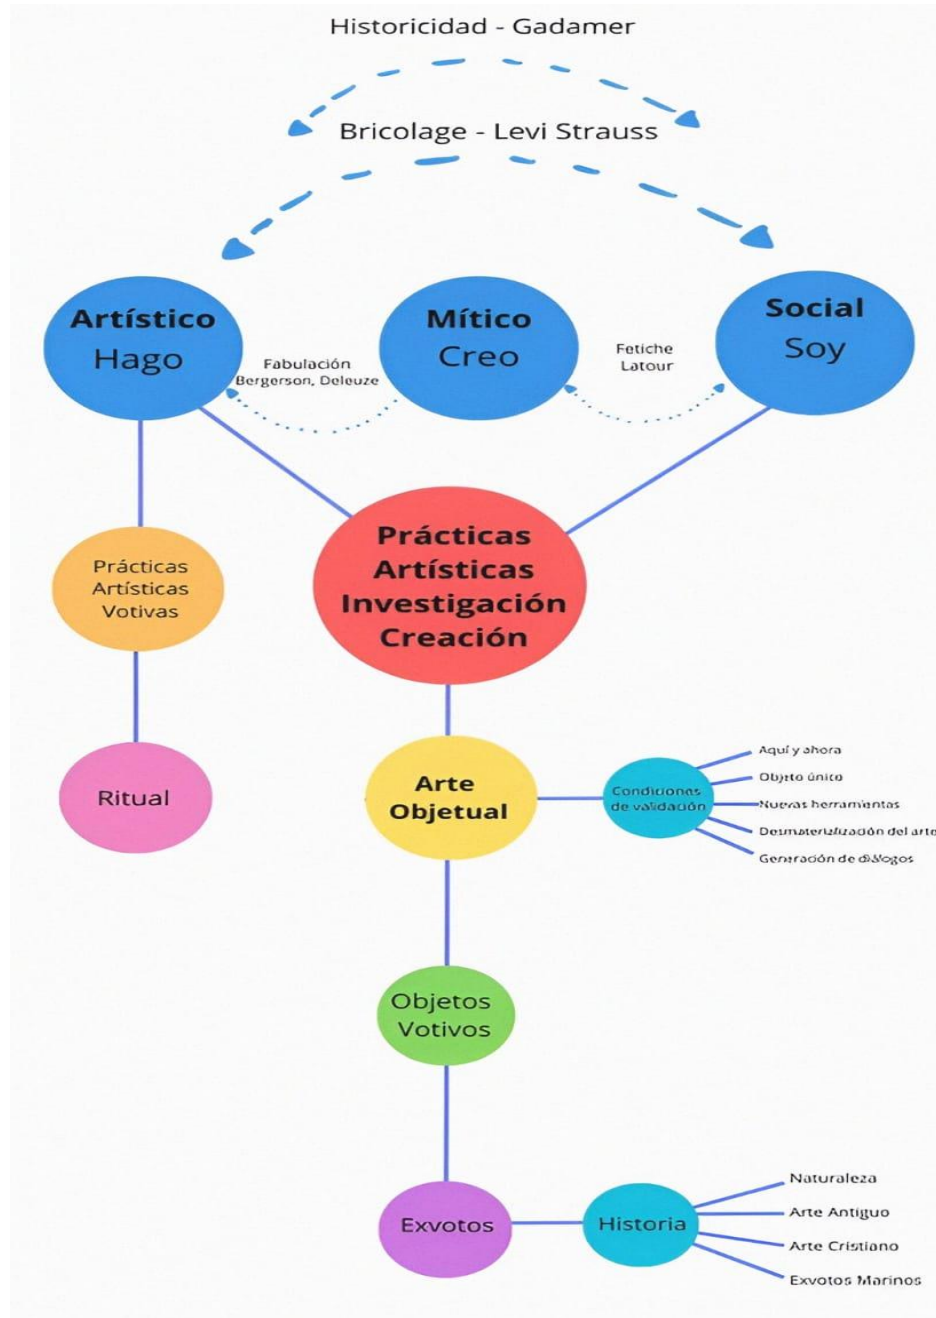 Historicidad - Gadamer
Bricolage - Levi Strauss
Artístico
Hago
Fabulación
Bergerson, Deleuze
Mítico
Creo
Fetiche
Latour
Social
Soy
Prácticas
Artísticas
Votivas
Prácticas
Artísticas
Investigación
Creación
Ritual
Arte
Objetual
Condiciones
de validación
Aquí y ahora
Objeto único
Nuevas herramientas
Desmaterialización del arte
Generación de diálogos
Objetos
Votivos
Exvotos
Historia
Naturaleza
Arte Antiguo
Arte Cristiano
Exvotos Marinos